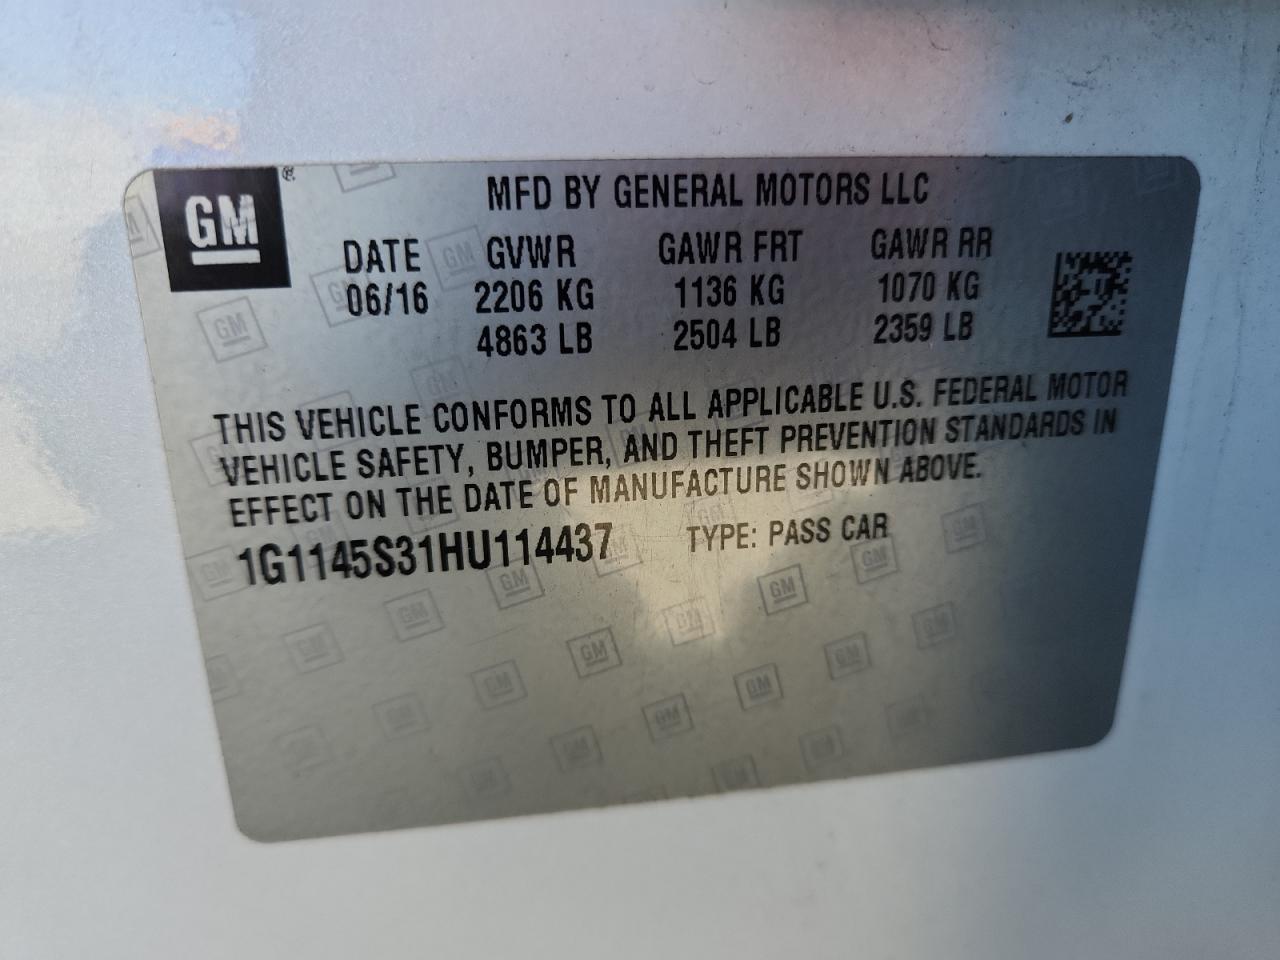 GM
MFD BY GENERAL MOTORS LLC
DATE GVWR GAWR FRT GAWR RR
06/16 2206 KG 1136 KG 1070 KG
4863 LB 2504 LB 2359 LB
THIS VEHICLE CONFORMS TO ALL APPLICABLE U.S. FEDERAL MOTOR
VEHICLE SAFETY, BUMPER, AND THEFT PREVENTION STANDARDS IN
EFFECT ON THE DATE OF MANUFACTURE SHOWN ABOVE.
1G1145S31HU114437 TYPE: PASS CAR